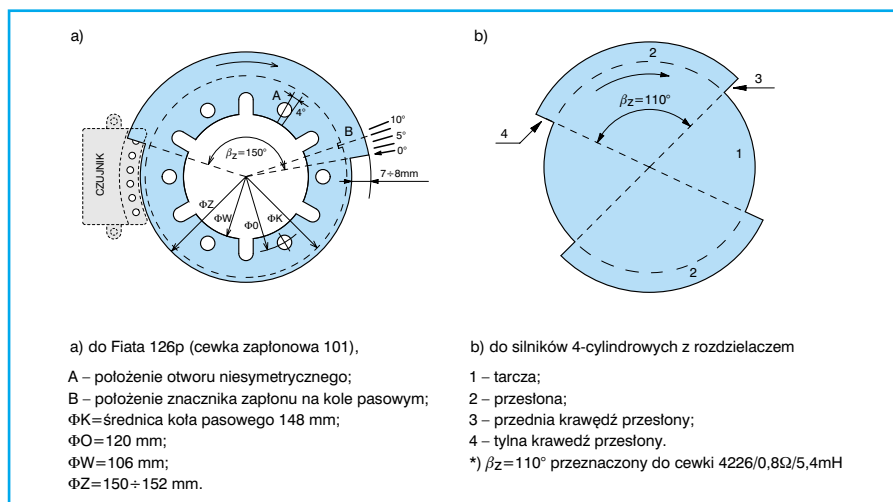 a)
A
4°
B
10°
5°
0°
βz=150°
CZUJNIK
7÷8mm
ΦZ
ΦW
Φ0
ΦK
b)
2
3
βz=110°
4
1
2
a) do Fiata 126p (cewka zapłonowa 101),
A – położenie otworu niesymetrycznego;
B – położenie znacznika zapłonu na kole pasowym;
ΦK=średnica koła pasowego 148 mm;
ΦO=120 mm;
ΦW=106 mm;
ΦZ=150÷152 mm.
b) do silników 4-cylindrowych z rozdzielaczem
1 – tarcza;
2 – przesłona;
3 – przednia krawędź przesłony;
4 – tylna krawedź przesłony.
*) βz=110° przeznaczony do cewki 4226/0,8Ω/5,4mH